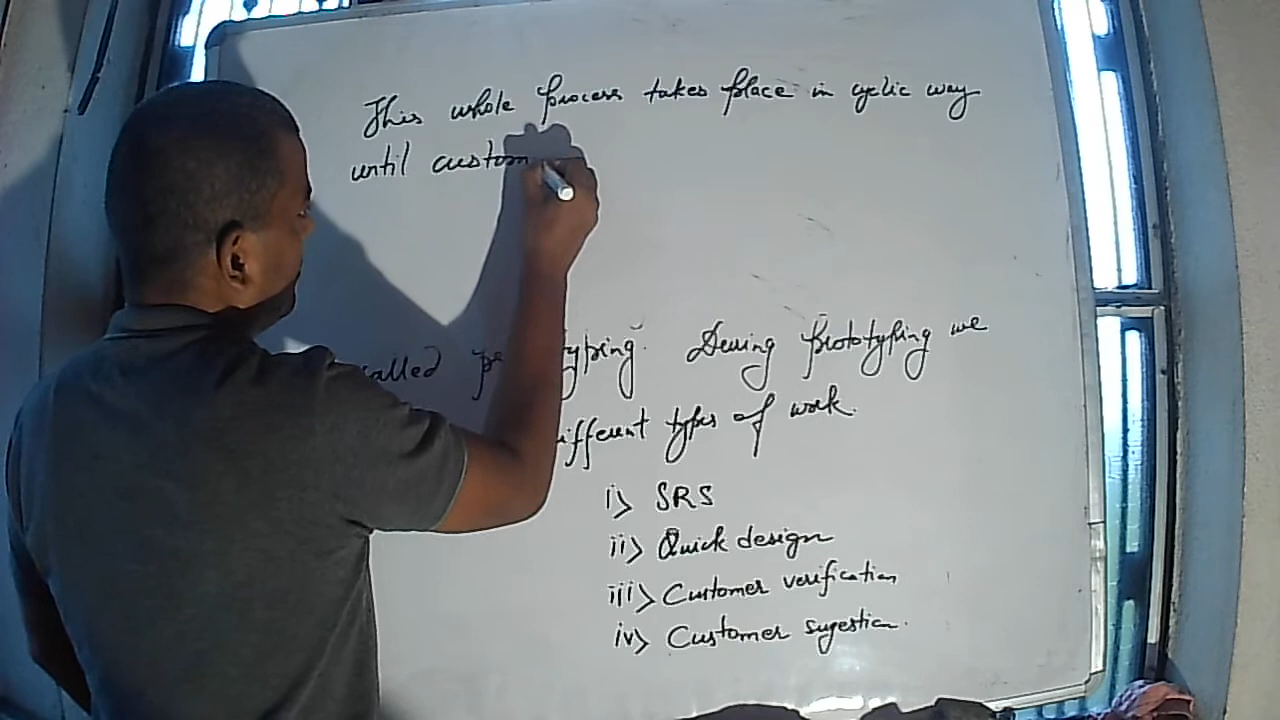 This whole process takes place in cyclic way
until custom
called typing. During prototyping we
different types of work.
i> SRS
ii> Quick design
iii> Customer verification
iv> Customer sugestion.